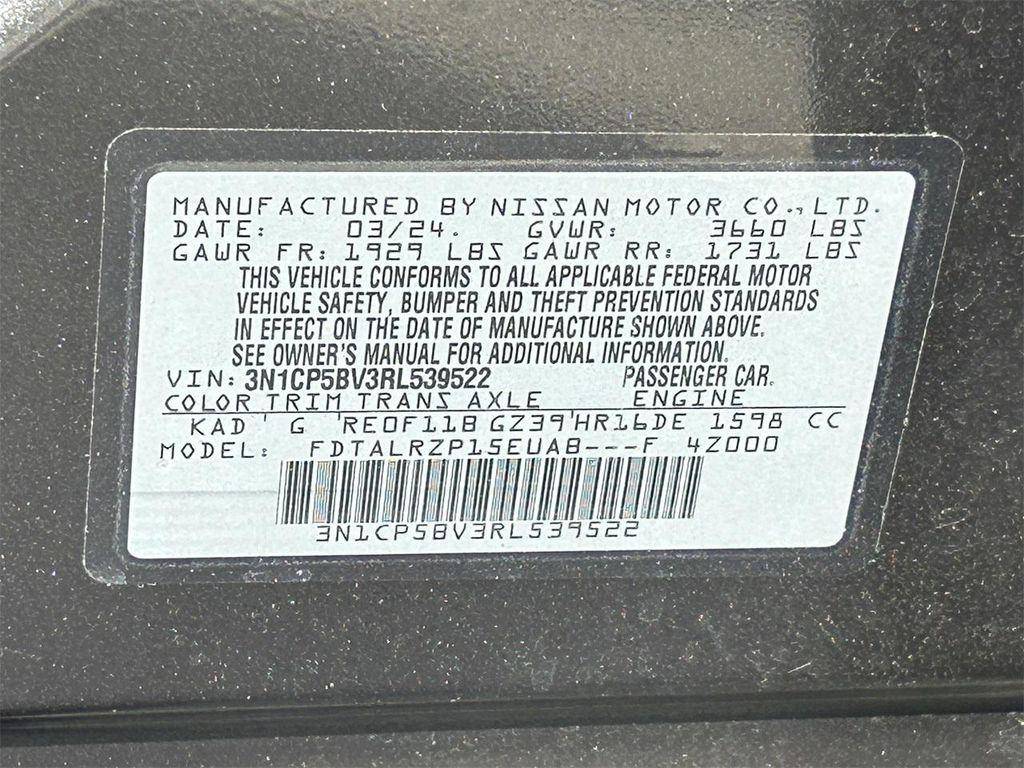 MANUFACTURED BY NISSAN MOTOR CO., LTD.
DATE: 03/24. GVWR: 3660 LBS
GAWR FR: 1929 LBS GAWR RR: 1731 LBS
THIS VEHICLE CONFORMS TO ALL APPLICABLE FEDERAL MOTOR
VEHICLE SAFETY, BUMPER AND THEFT PREVENTION STANDARDS
IN EFFECT ON THE DATE OF MANUFACTURE SHOWN ABOVE.
SEE OWNER'S MANUAL FOR ADDITIONAL INFORMATION.
VIN: 3N1CP5BV3RL539522 PASSENGER CAR.
COLOR TRIM TRANS AXLE ENGINE
KAD ' G 'RE0F11B GZ39'HR16DE 1598 CC
MODEL: FDTALRZP15EUAB---F 4Z000
3N1CP5BV3RL539522